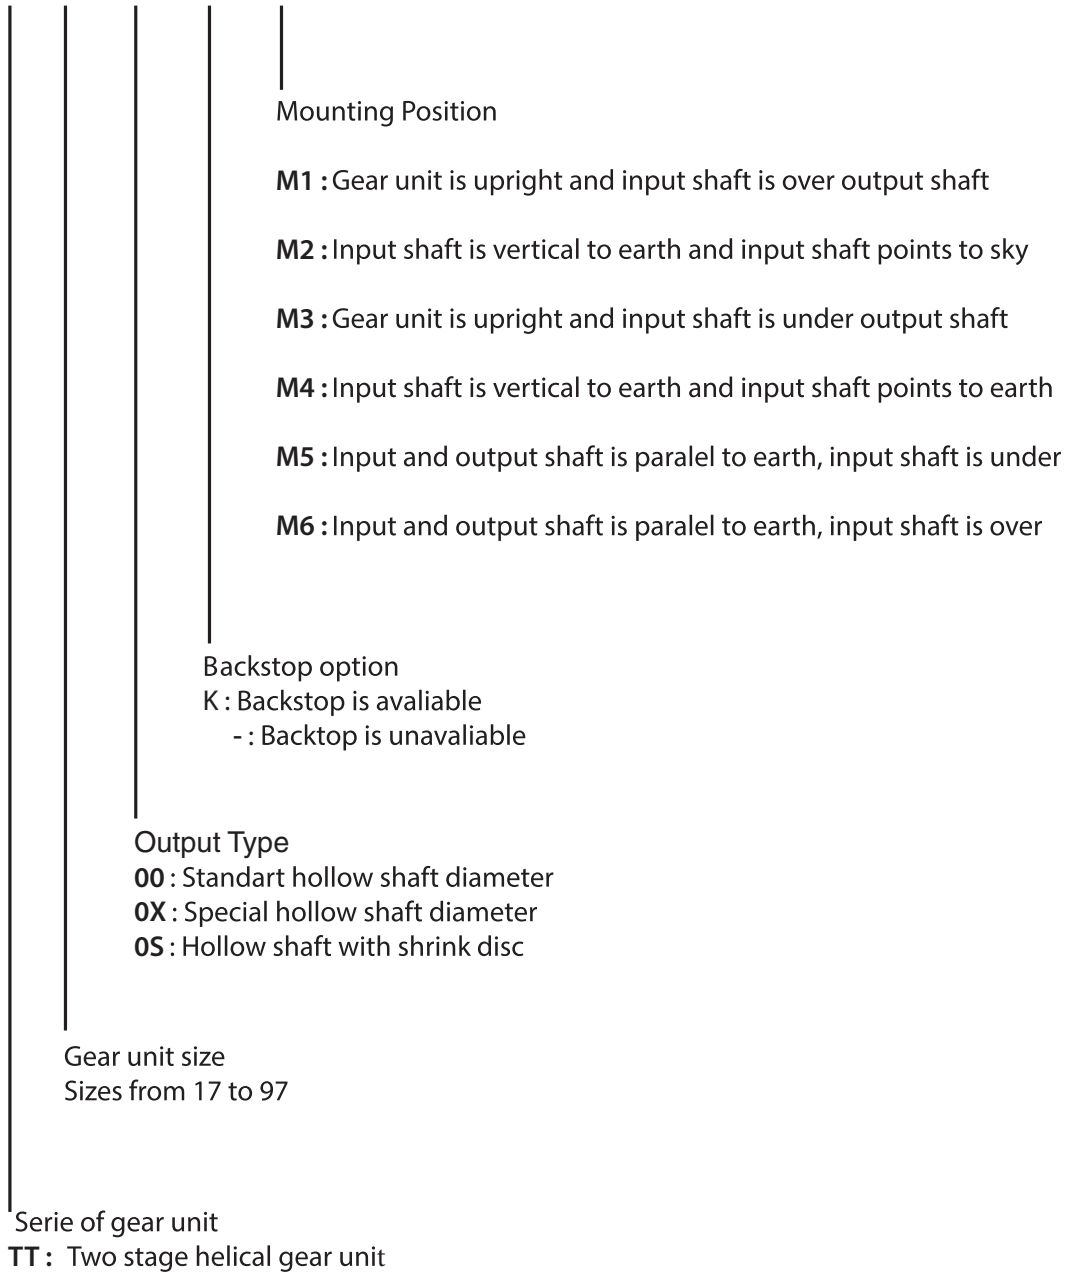 Mounting Position
M1 : Gear unit is upright and input shaft is over output shaft
M2 : Input shaft is vertical to earth and input shaft points to sky
M3 : Gear unit is upright and input shaft is under output shaft
M4 : Input shaft is vertical to earth and input shaft points to earth
M5 : Input and output shaft is paralel to earth, input shaft is under
M6 : Input and output shaft is paralel to earth, input shaft is over
Backstop option
K : Backstop is avaliable
- : Backtop is unavaliable
Output Type
00 : Standart hollow shaft diameter
0X : Special hollow shaft diameter
0S : Hollow shaft with shrink disc
Gear unit size
Sizes from 17 to 97
Serie of gear unit
TT : Two stage helical gear unit